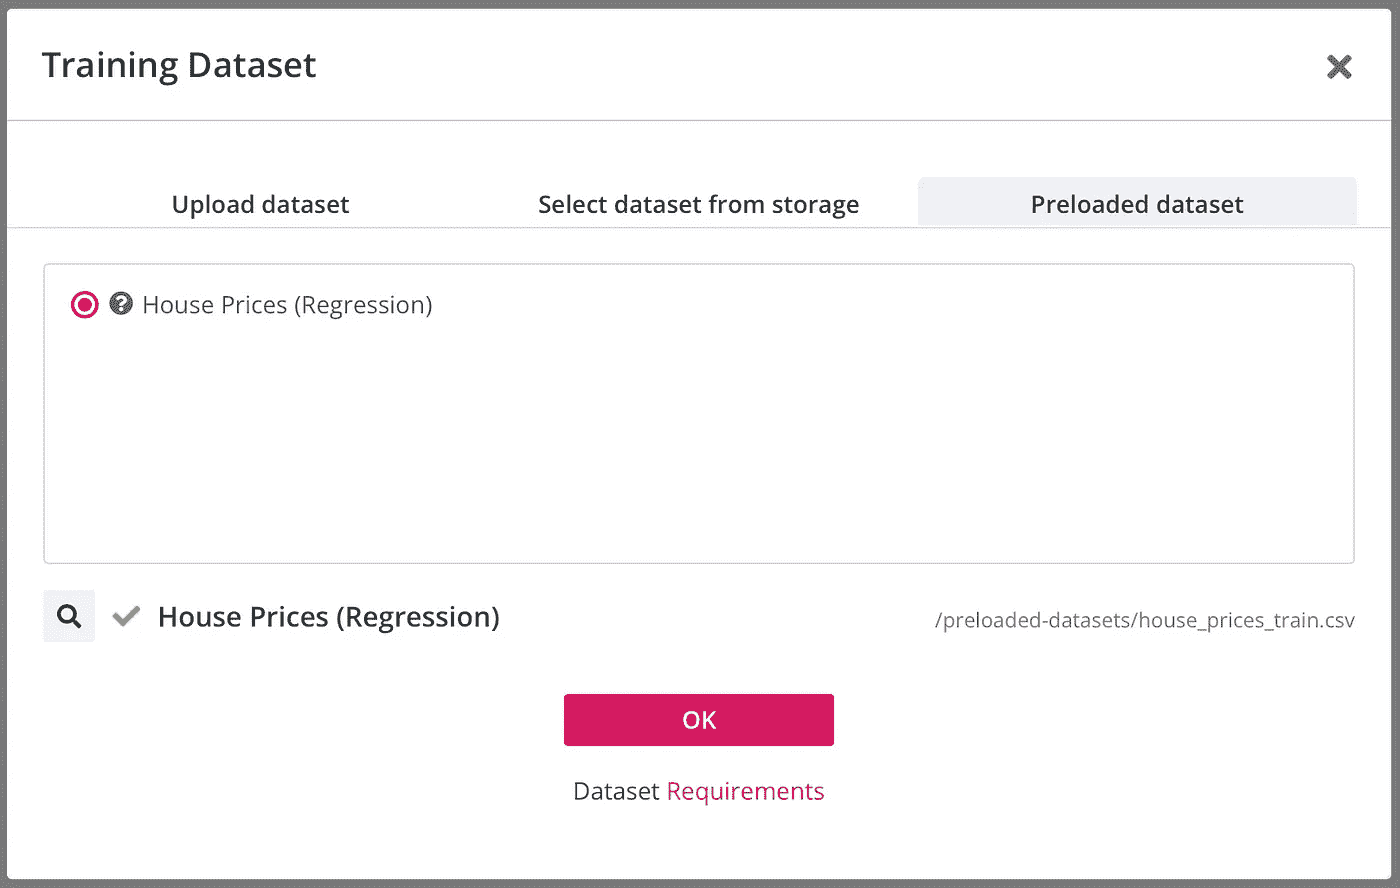 Training Dataset
Upload dataset
Select dataset from storage
Preloaded dataset
House Prices (Regression)
House Prices (Regression)
/preloaded-datasets/house_prices_train.csv
OK
Dataset Requirements